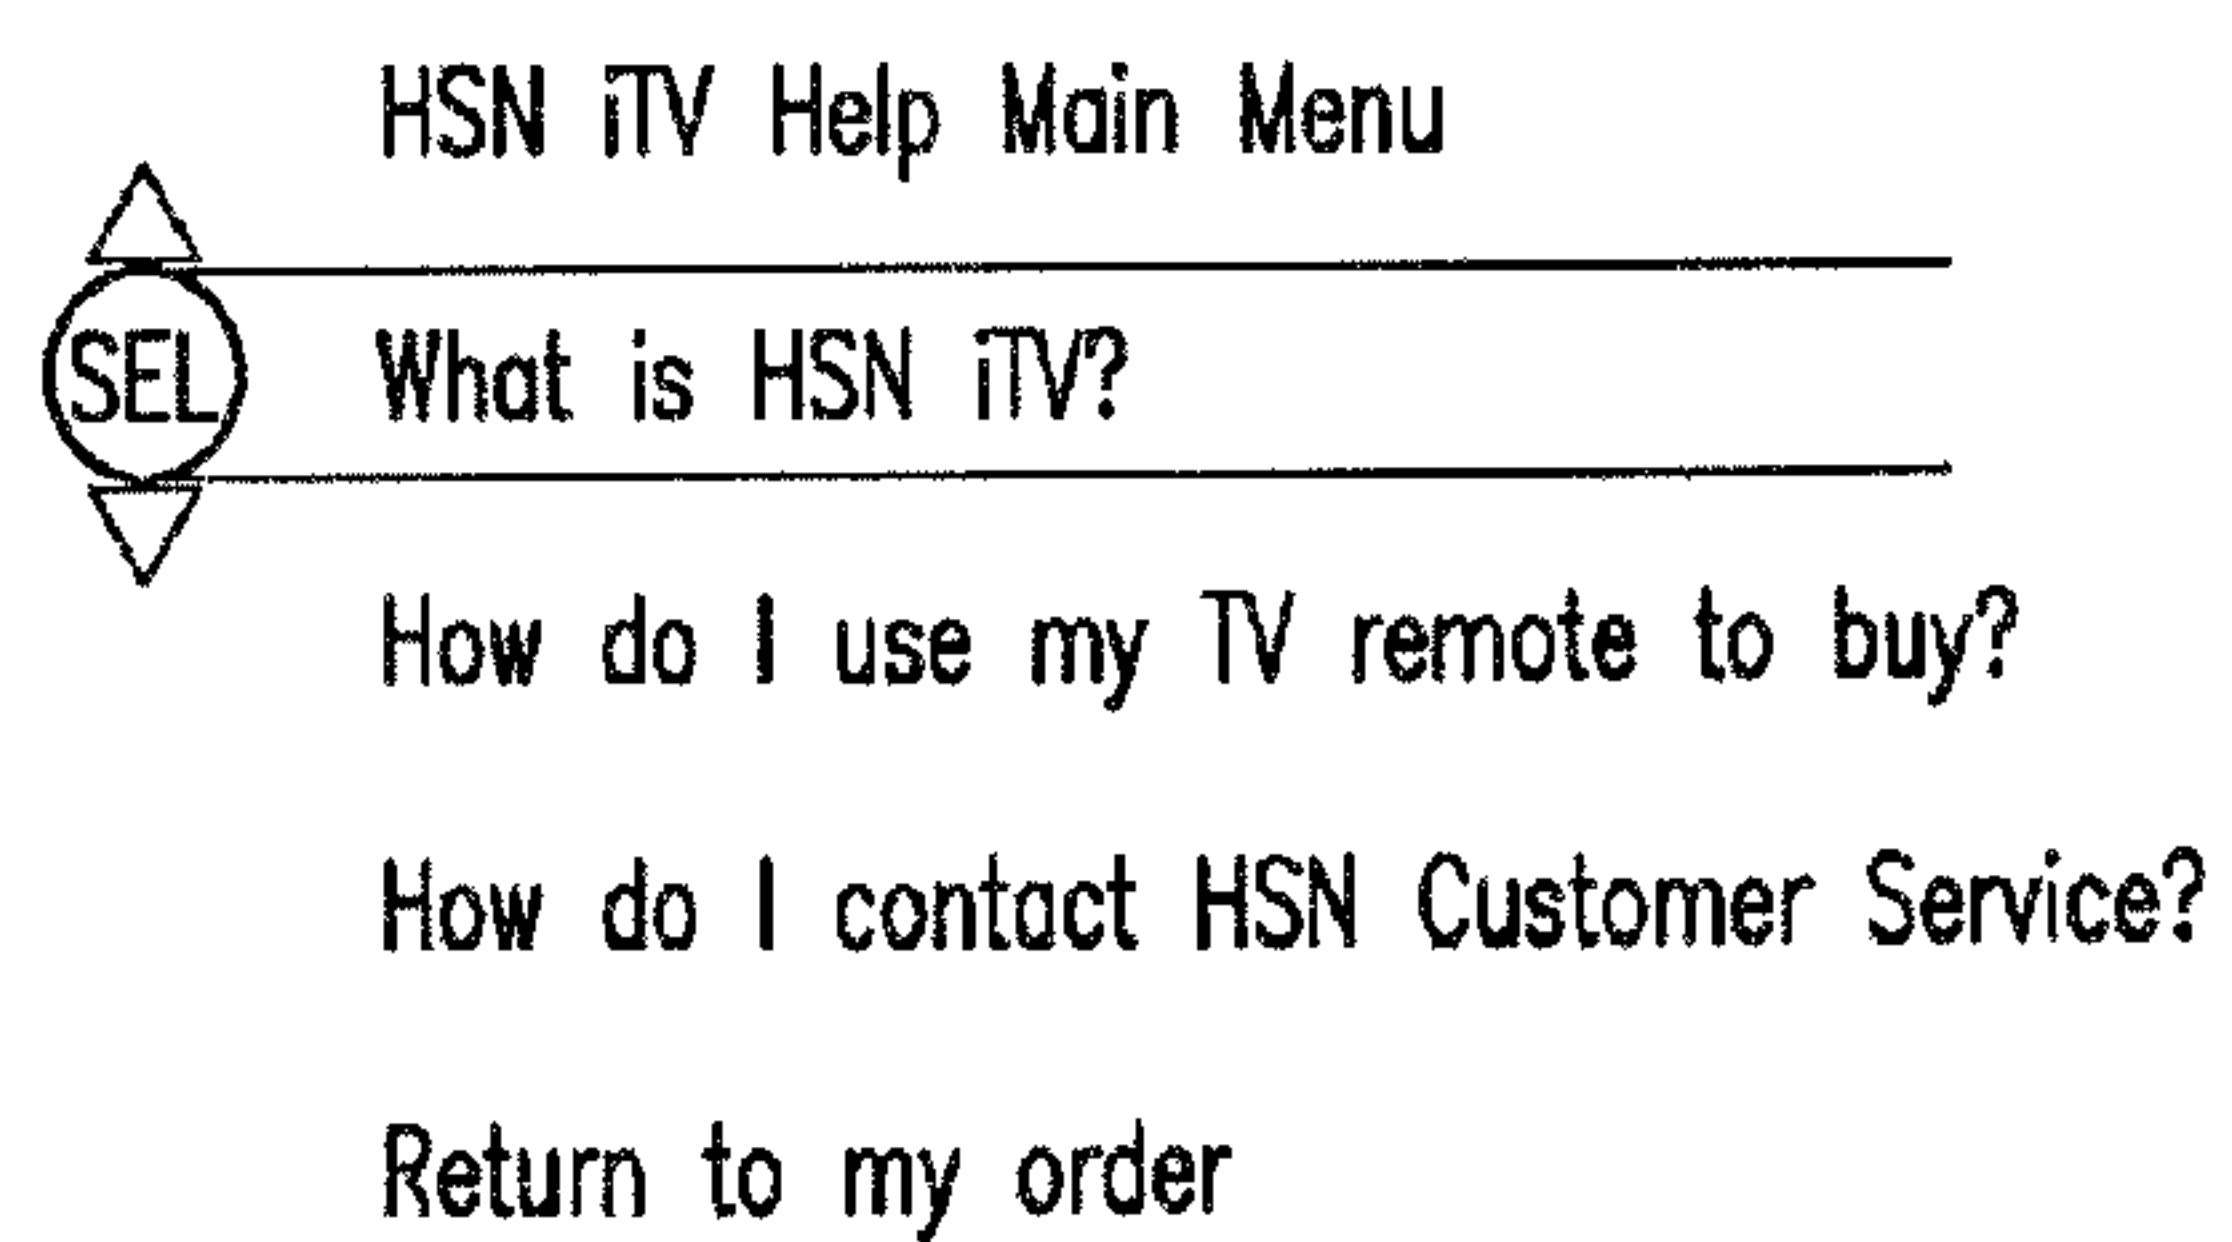 HSN iTV Help Main Menu
SEL What is HSN iTV?
How do I use my TV remote to buy?
How do I contact HSN Customer Service?
Return to my order